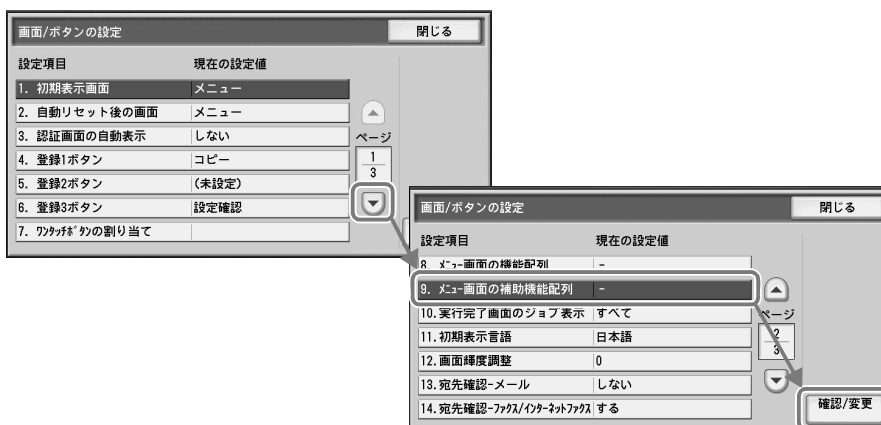 画面/ボタンの設定 閉じる
設定項目 現在の設定値
1. 初期表示画面 メニュー
2. 自動リセット後の画面 メニュー
3. 認証画面の自動表示 しない
ページ
4. 登録1ボタン コピー
1
3
5. 登録2ボタン (未設定)
6. 登録3ボタン 設定確認
7. ワンタッチボタンの割り当て
画面/ボタンの設定 閉じる
設定項目 現在の設定値
8. メニュー画面の機能配列 -
9. メニュー画面の補助機能配列 -
10.実行完了画面のジョブ表示 すべて
ページ
11.初期表示言語 日本語
2
3
12.画面輝度調整 0
13.宛先確認-メール しない
確認/変更
14.宛先確認-ファクス/インターネットファクス する